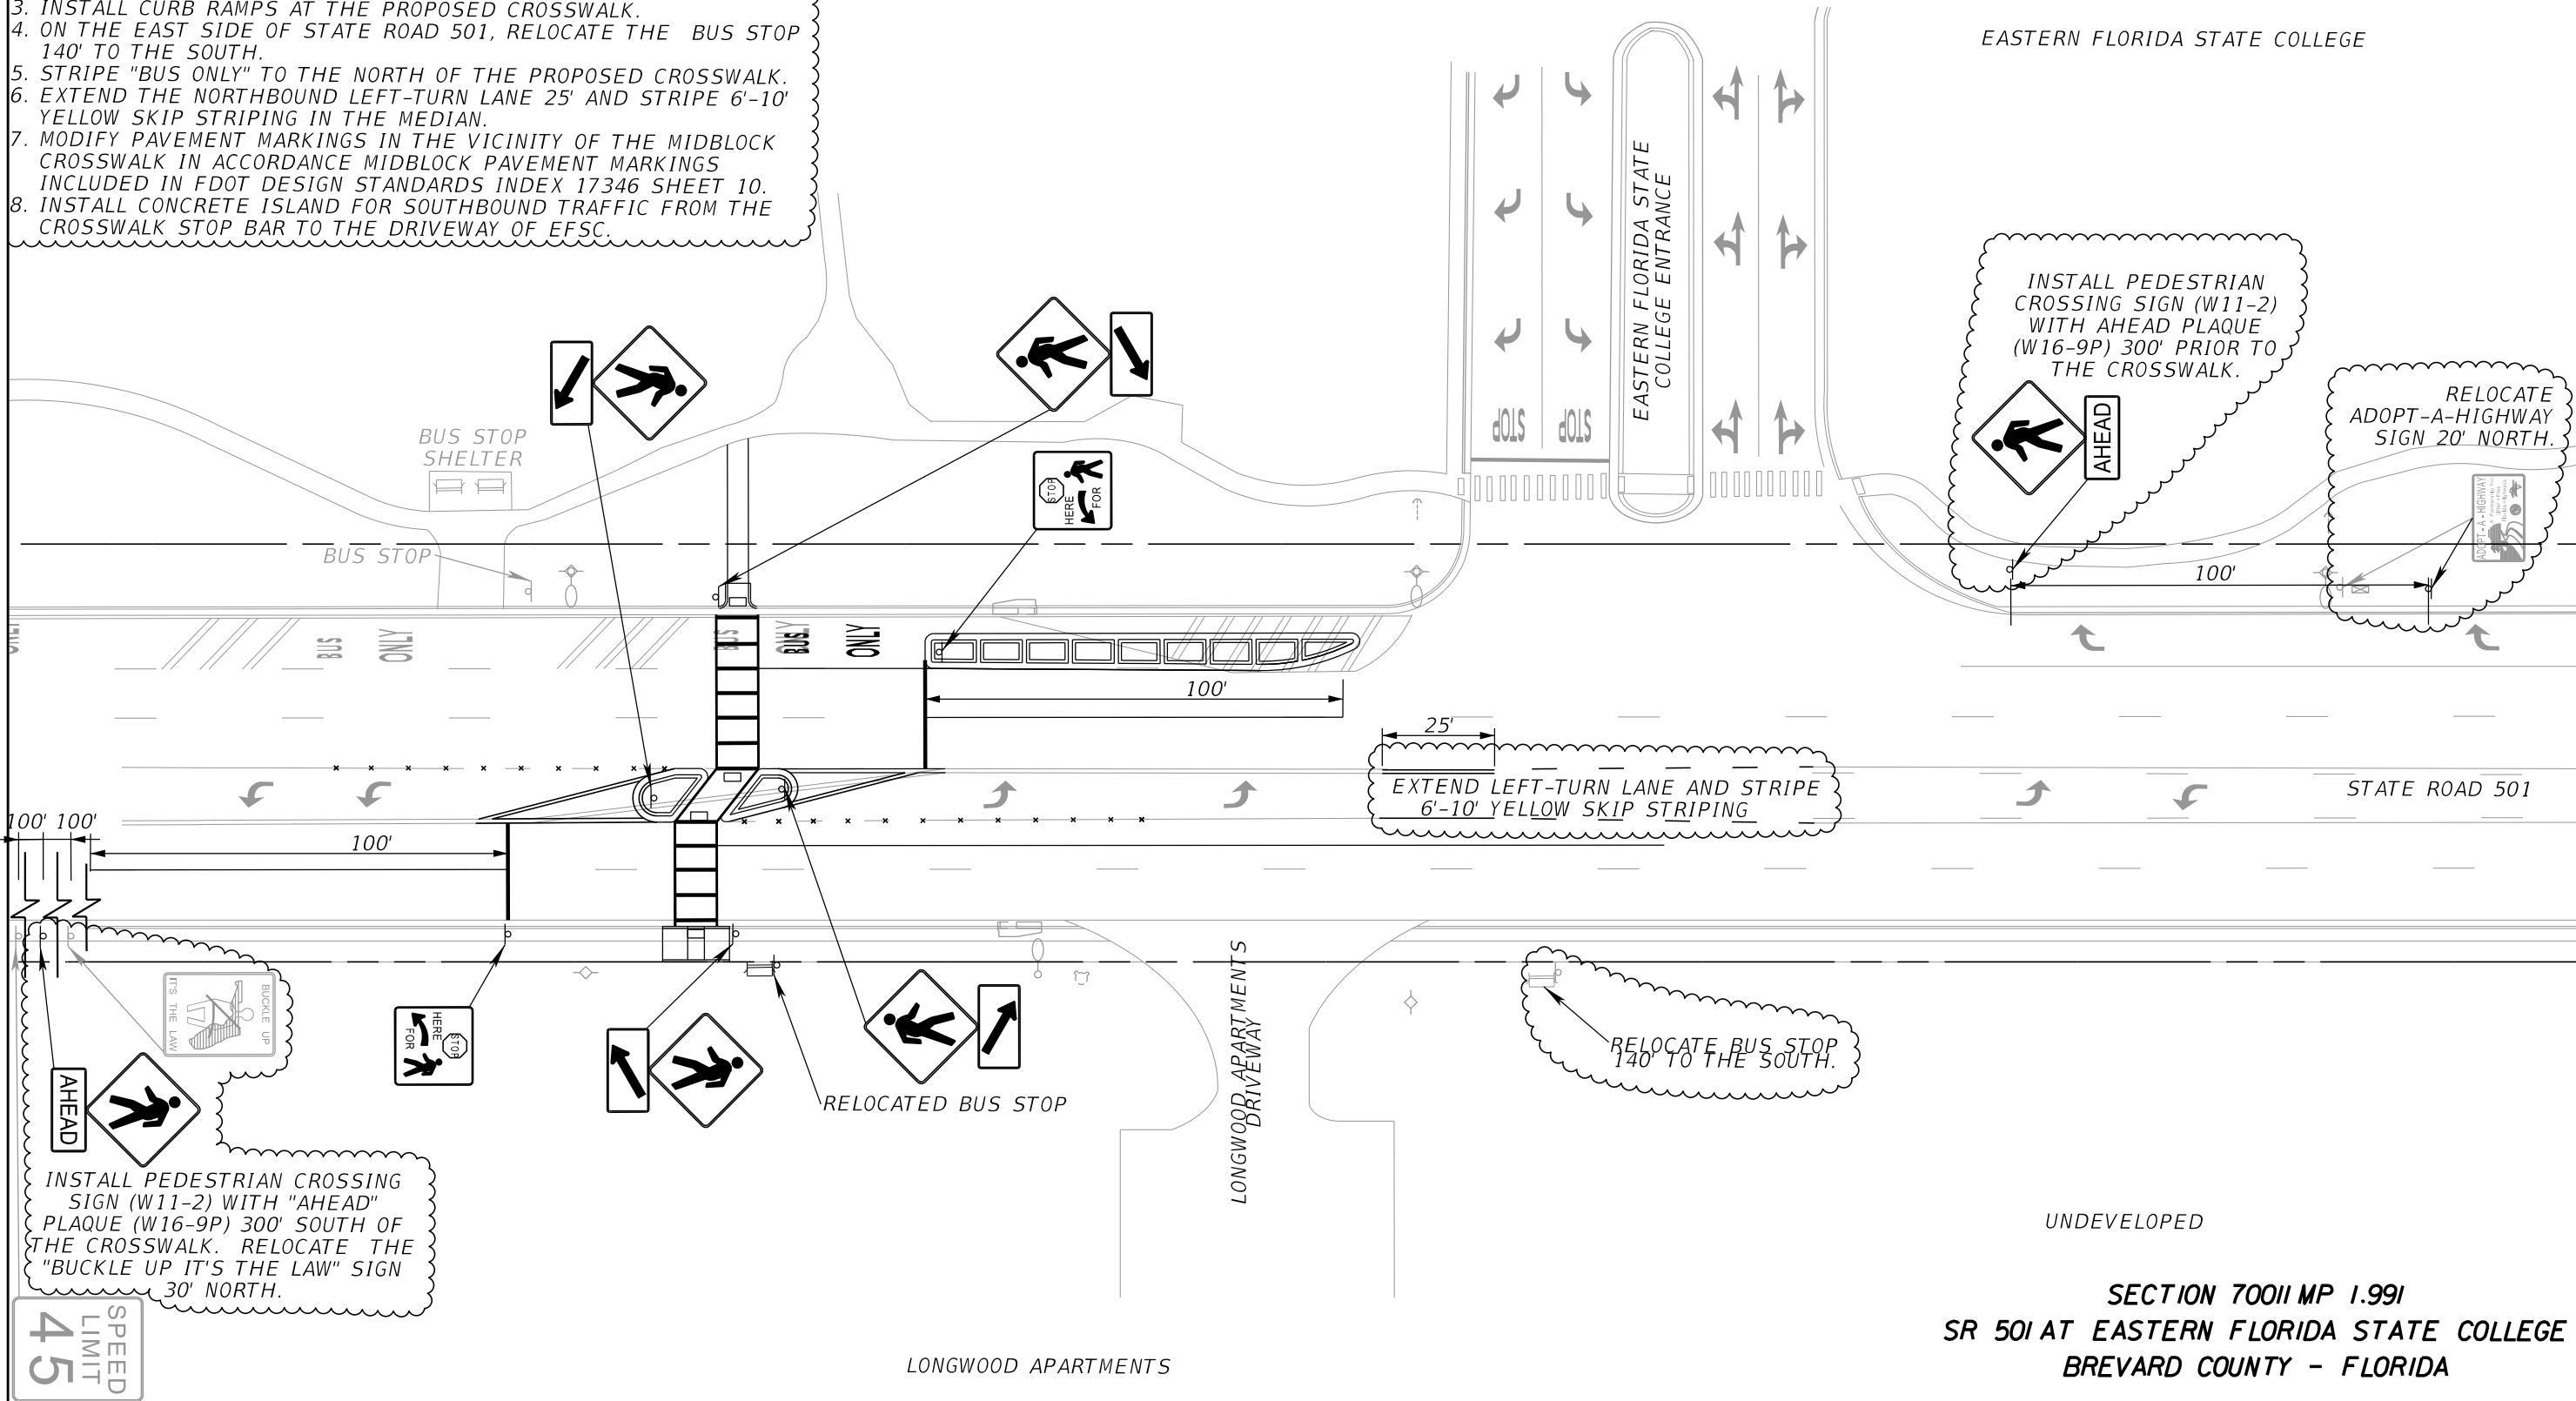 3. INSTALL CURB RAMPS AT THE PROPOSED CROSSWALK.
4. ON THE EAST SIDE OF STATE ROAD 501, RELOCATE THE BUS STOP
140' TO THE SOUTH.
5. STRIPE "BUS ONLY" TO THE NORTH OF THE PROPOSED CROSSWALK.
6. EXTEND THE NORTHBOUND LEFT-TURN LANE 25' AND STRIPE 6'-10'
YELLOW SKIP STRIPING IN THE MEDIAN.
7. MODIFY PAVEMENT MARKINGS IN THE VICINITY OF THE MIDBLOCK
CROSSWALK IN ACCORDANCE MIDBLOCK PAVEMENT MARKINGS
INCLUDED IN FDOT DESIGN STANDARDS INDEX 17346 SHEET 10.
8. INSTALL CONCRETE ISLAND FOR SOUTHBOUND TRAFFIC FROM THE
CROSSWALK STOP BAR TO THE DRIVEWAY OF EFSC.
EASTERN FLORIDA STATE COLLEGE
EASTERN FLORIDA STATE
COLLEGE ENTRANCE
STOP
STOP
INSTALL PEDESTRIAN
CROSSING SIGN (W11-2)
WITH AHEAD PLAQUE
(W16-9P) 300' PRIOR TO
THE CROSSWALK.
AHEAD
RELOCATE
ADOPT-A-HIGHWAY
SIGN 20' NORTH.
ADOPT-A-HIGHWAY
100'
BUS STOP
SHELTER
BUS STOP
STOP
HERE
FOR
ONLY
BUS
ONLY
BUS
ONLY
BUS
ONLY
100'
25'
EXTEND LEFT-TURN LANE AND STRIPE
6'-10' YELLOW SKIP STRIPING
STATE ROAD 501
100'
100'
100'
BUCKLE UP
IT'S THE LAW
HERE
STOP
FOR
AHEAD
RELOCATED BUS STOP
LONGWOOD APARTMENTS
DRIVEWAY
RELOCATE BUS STOP
140' TO THE SOUTH.
INSTALL PEDESTRIAN CROSSING
SIGN (W11-2) WITH "AHEAD"
PLAQUE (W16-9P) 300' SOUTH OF
THE CROSSWALK. RELOCATE THE
"BUCKLE UP IT'S THE LAW" SIGN
30' NORTH.
SPEED
LIMIT
45
LONGWOOD APARTMENTS
UNDEVELOPED
SECTION 70011 MP 1.991
SR 501 AT EASTERN FLORIDA STATE COLLEGE
BREVARD COUNTY - FLORIDA